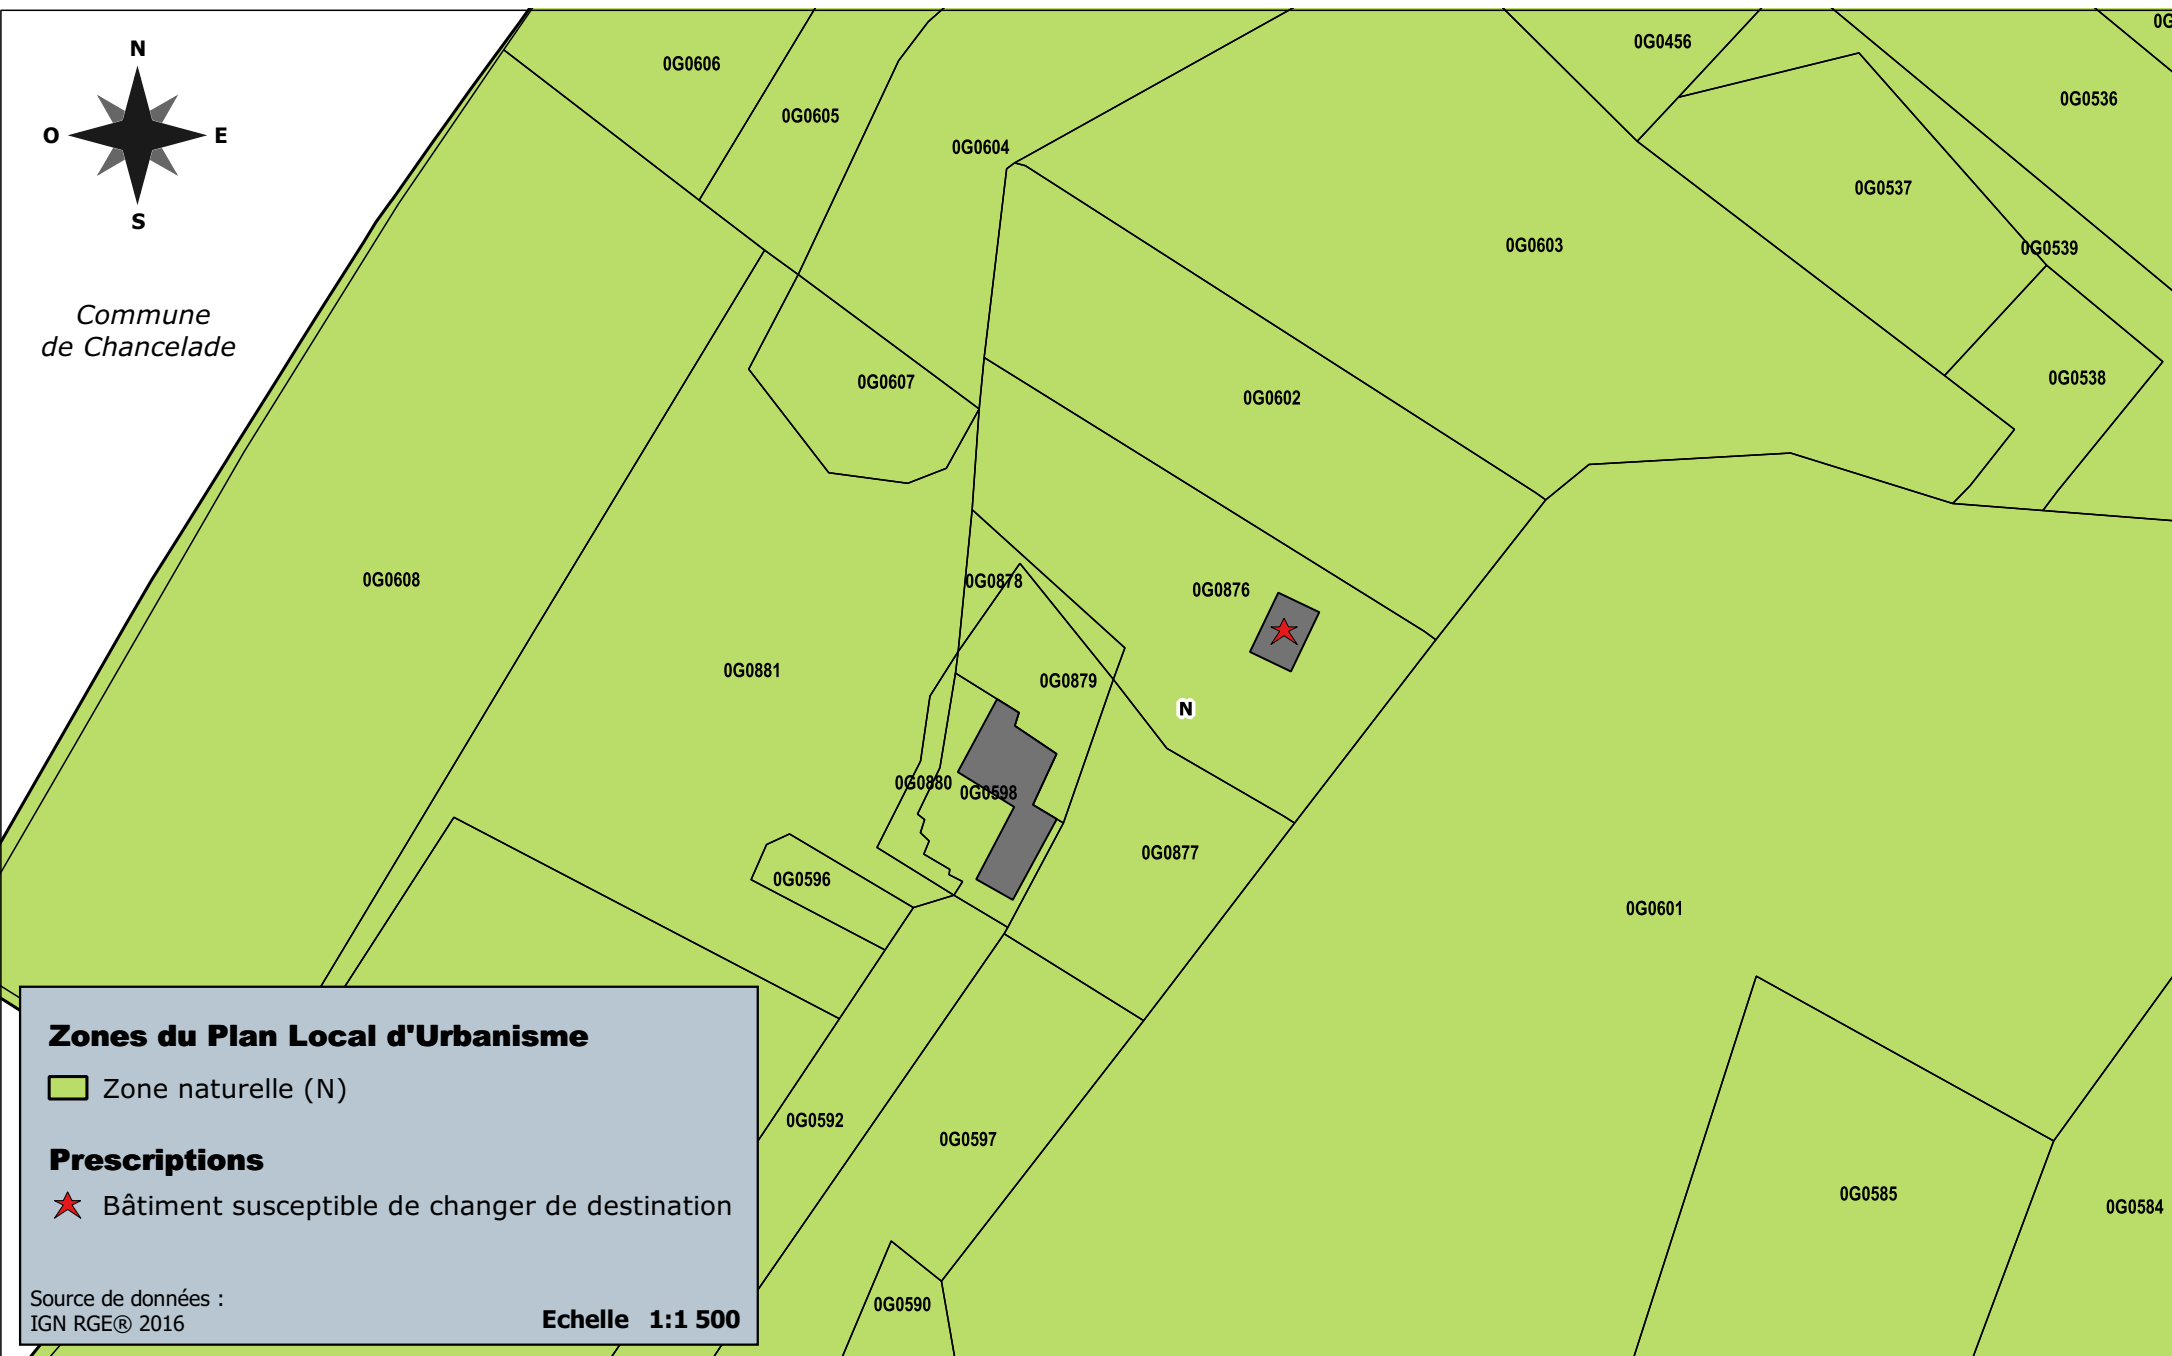 N
O
E
S
Commune
de Chancelade
0G0606
0G0605
0G0604
0G0456
0G0536
0G0537
0G0603
0G0539
0G0607
0G0602
0G0538
0G0608
0G0878
0G0876
0G0881
0G0879
N
0G0880
0G0598
0G0877
0G0596
0G0601
0G0592
0G0597
0G0585
0G0584
0G0590
Zones du Plan Local d'Urbanisme
Zone naturelle (N)
Prescriptions
Bâtiment susceptible de changer de destination
Source de données :
IGN RGE® 2016
Echelle 1:1 500